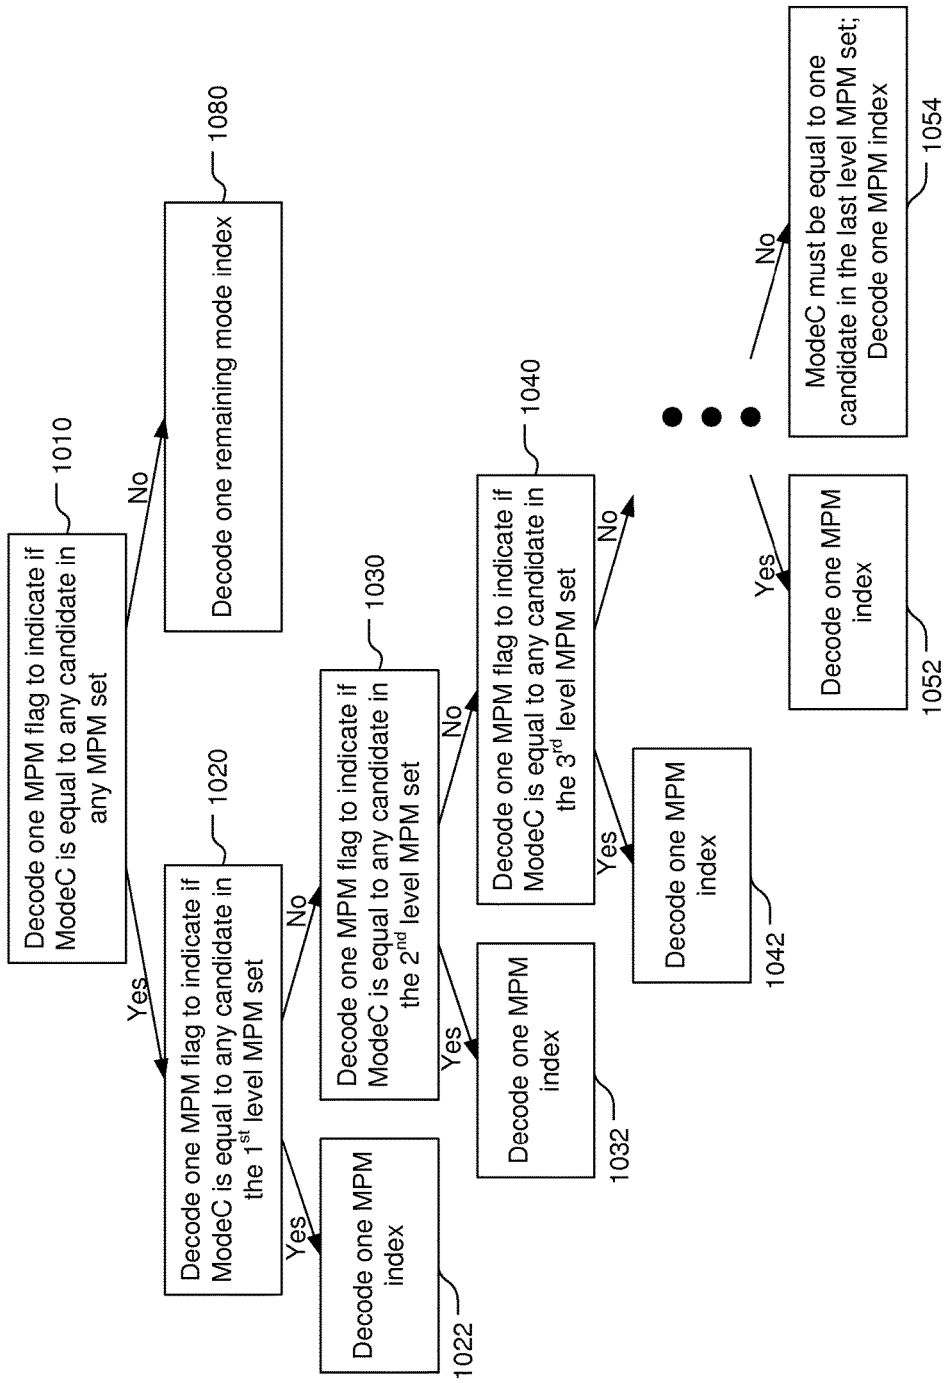 Decode one MPM flag to indicate if
ModeC is equal to any candidate in
any MPM set
1010
Yes
No
Decode one MPM flag to indicate if
ModeC is equal to any candidate in
the 1st level MPM set
1020
Decode one remaining mode index
1080
Yes
No
Decode one MPM
index
1022
Decode one MPM flag to indicate if
ModeC is equal to any candidate in
the 2nd level MPM set
1030
Yes
No
Decode one MPM
index
1032
Decode one MPM flag to indicate if
ModeC is equal to any candidate in
the 3rd level MPM set
1040
Yes
No
Decode one MPM
index
1042
Yes
No
Decode one MPM
index
1052
ModeC must be equal to one
candidate in the last level MPM set;
Decode one MPM index
1054